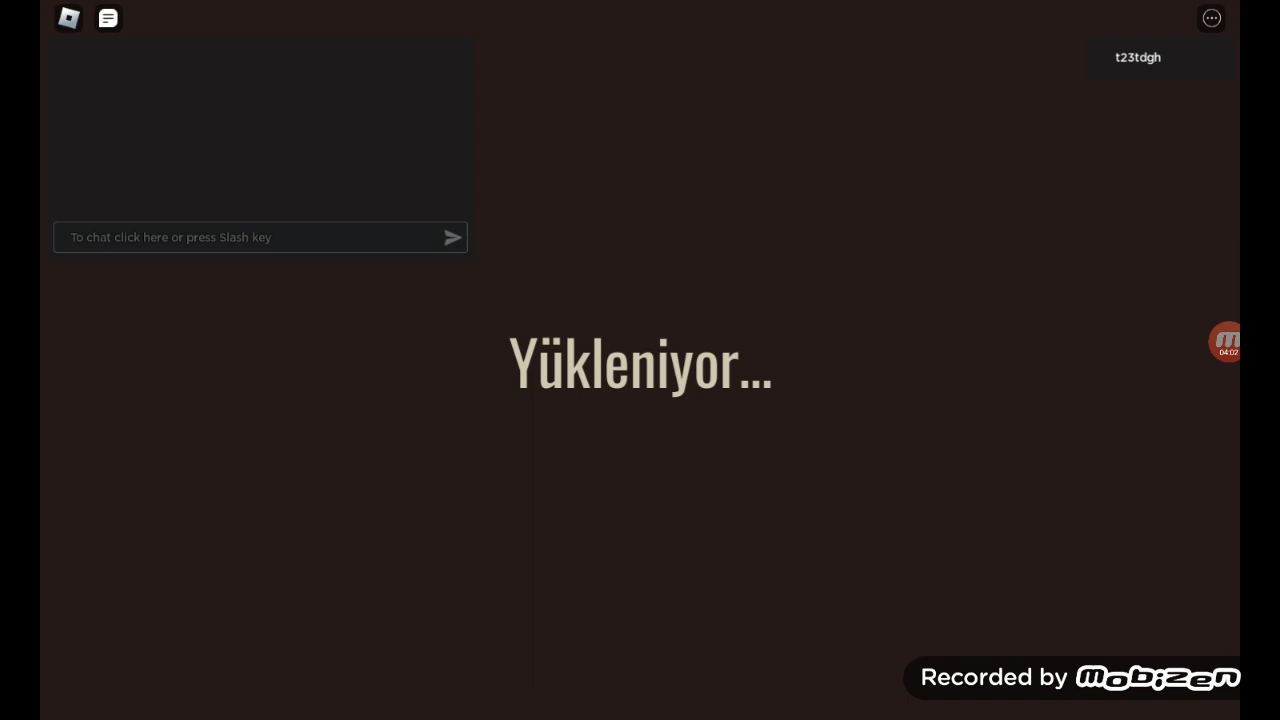 t23tdgh
To chat click here or press Slash key
Yükleniyor...
04:02
Recorded by mobizen